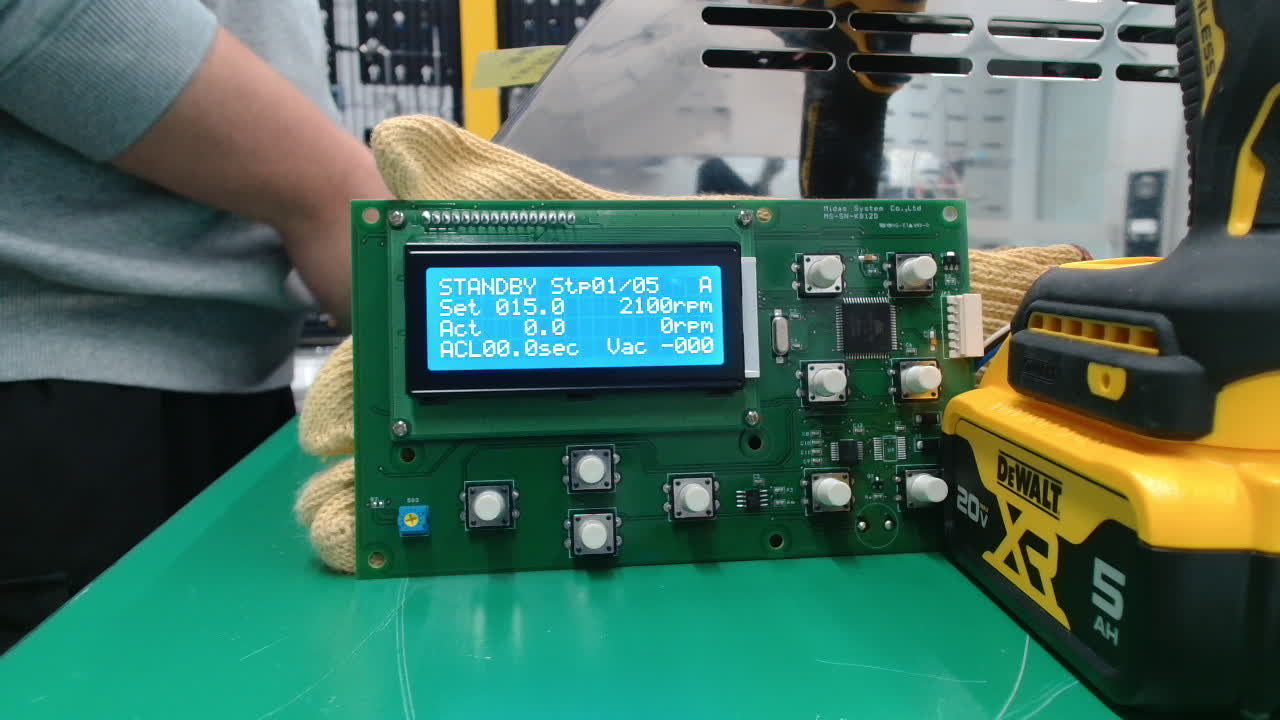 Midas System Co.,Ltd
MS-SN-KB12D
STANDBY Stp01/05 A
Set 015.0 2100rpm
Act 0.0 0rpm
ACL00.0sec Vac -000
DEWALT
20V
XR
5
AH